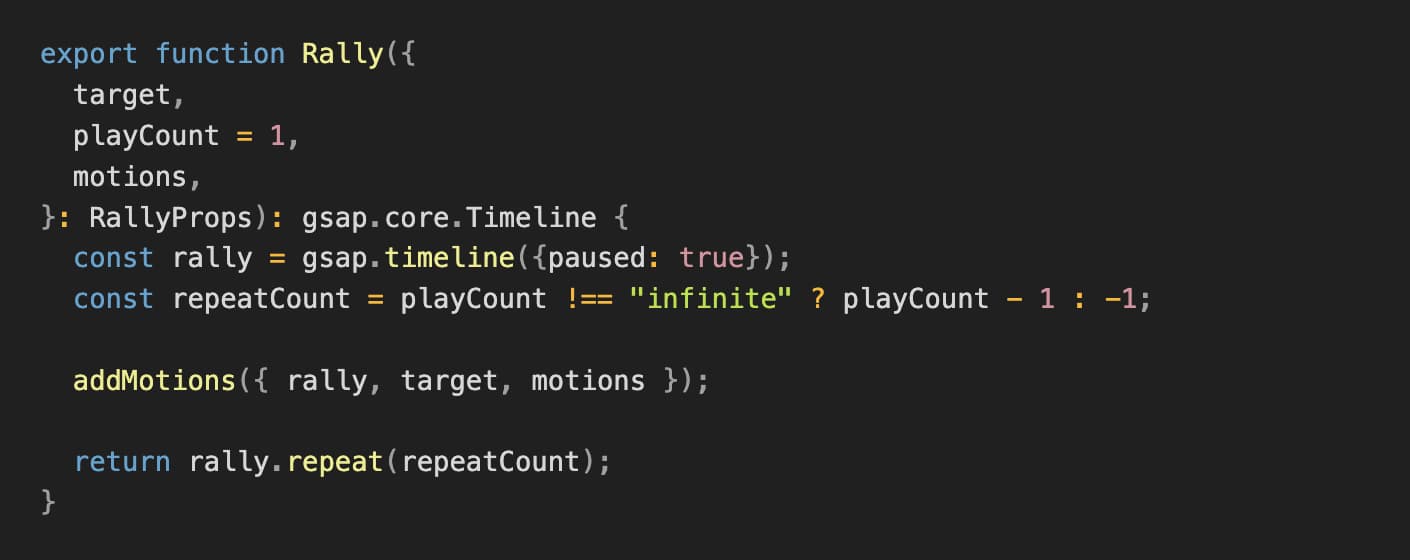 export function Rally({
  target,
  playCount = 1,
  motions,
}: RallyProps): gsap.core.Timeline {
  const rally = gsap.timeline({paused: true});
  const repeatCount = playCount !== "infinite" ? playCount - 1 : -1;

  addMotions({ rally, target, motions });

  return rally.repeat(repeatCount);
}